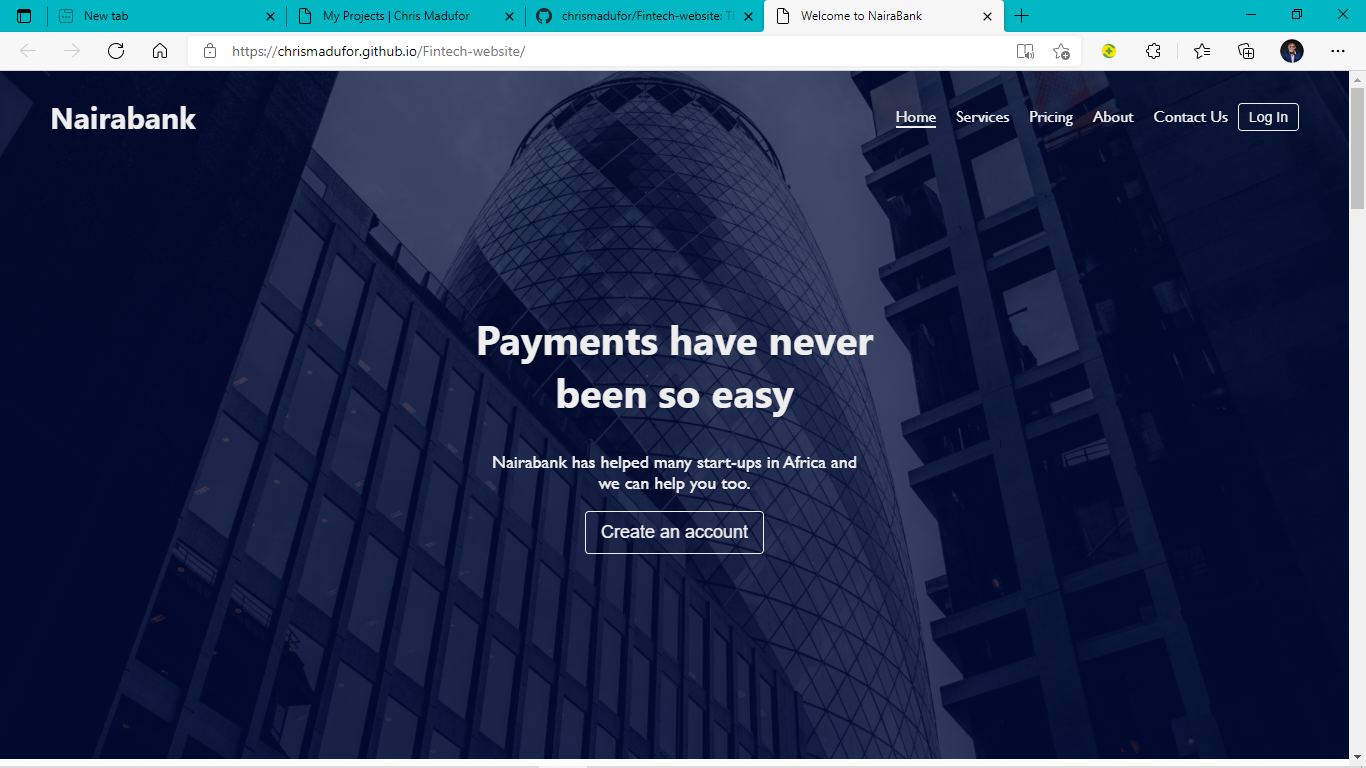 New tab
My Projects | Chris Madufor
chrismadufor/Fintech-website:
Welcome to NairaBank
https://chrismadufor.github.io/Fintech-website/
Nairabank
Home Services Pricing About Contact Us Log In
Payments have never
been so easy
Nairabank has helped many start-ups in Africa and
we can help you too.
Create an account